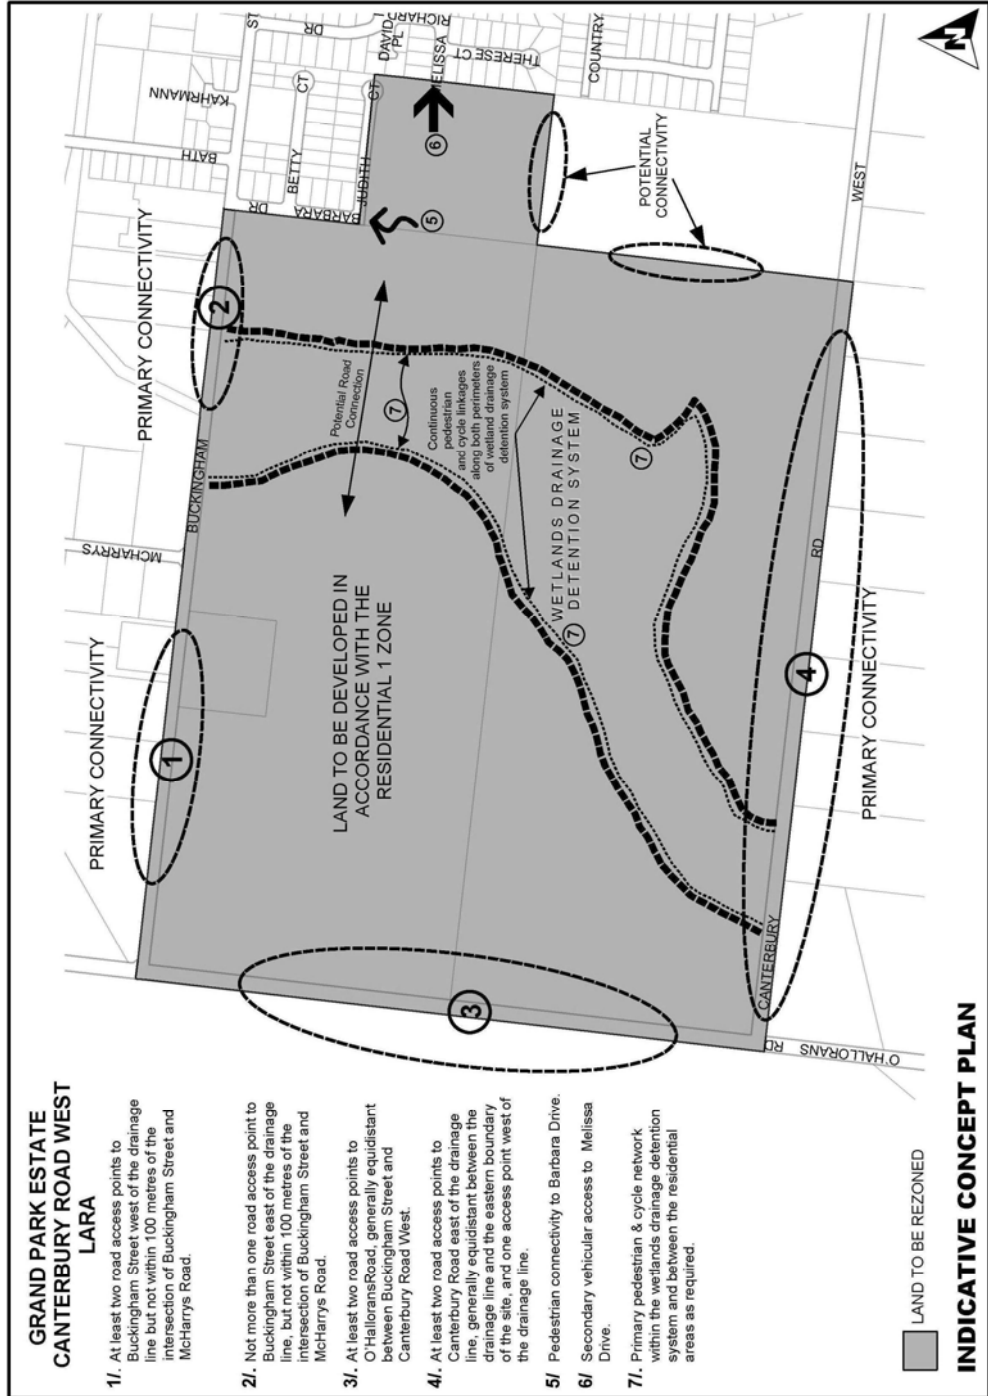 GRAND PARK ESTATE
CANTERBURY ROAD WEST
LARA
1/. At least two road access points to
Buckingham Street west of the drainage
line but not within 100 metres of the
intersection of Buckingham Street and
McHarrys Road.
2/. Not more than one road access point to
Buckingham Street east of the drainage
line, but not within 100 metres of the
intersection of Buckingham Street and
McHarrys Road.
3/. At least two road access points to
O'HalloransRoad, generally equidistant
between Buckingham Street and
Canterbury Road West.
4/. At least two road access points to
Canterbury Road east of the drainage
line, generally equidistant between the
drainage line and the eastern boundary
of the site, and one access point west of
the drainage line.
5/ Pedestrian connectivity to Barbara Drive.
6/ Secondary vehicular access to Melissa
Drive.
7/. Primary pedestrian & cycle network
within the wetlands drainage detention
system and between the residential
areas as required.
LAND TO BE REZONED
INDICATIVE CONCEPT PLAN
PRIMARY CONNECTIVITY
1
PRIMARY CONNECTIVITY
2
MCHARRYS
BUCKINGHAM
BATH
KAHRMANN
ST
DR
DR
BETTY
CT
BARBARA
JUDITH
CT
DAVID
PL
RICHARD
MELISSA
THERESE CT
COUNTRY
5
6
Potential Road
Connection
7
Continuous
pedestrian
and cycle linkages
along both perimeters
of wetland drainage
detention system
LAND TO BE DEVELOPED IN
ACCORDANCE WITH THE
RESIDENTIAL 1 ZONE
WETLANDS DRAINAGE
DETENTION SYSTEM
7
7
POTENTIAL
CONNECTIVITY
3
4
CANTERBURY
RD
WEST
O'HALLORANS RD
PRIMARY CONNECTIVITY
N